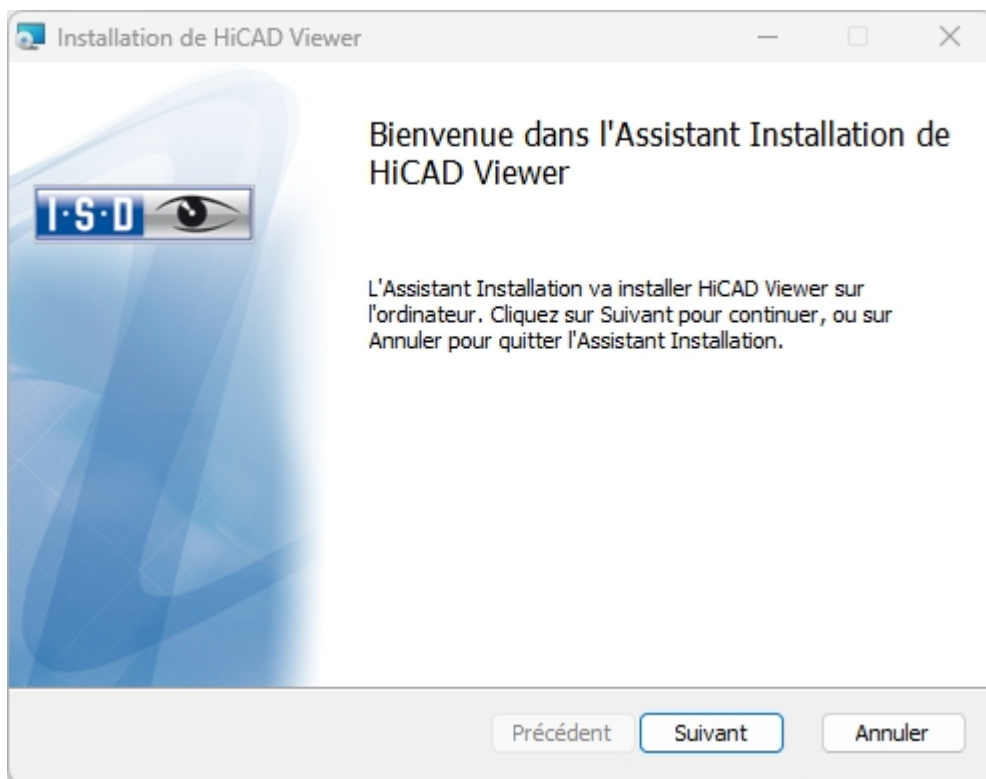 Installation de HiCAD Viewer
Bienvenue dans l'Assistant Installation de
HiCAD Viewer
I·S·D
L'Assistant Installation va installer HiCAD Viewer sur
l'ordinateur. Cliquez sur Suivant pour continuer, ou sur
Annuler pour quitter l'Assistant Installation.
Précédent Suivant Annuler